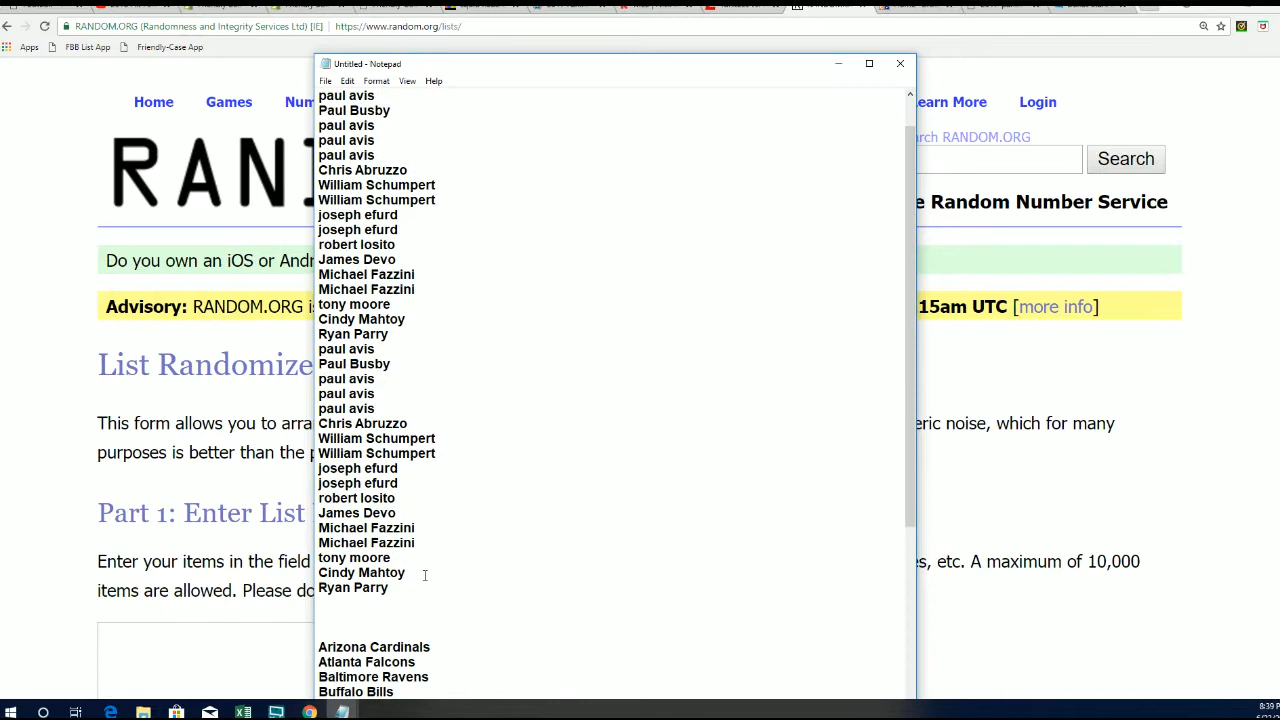 RANDOM.ORG (Randomness and Integrity Services Ltd) [IE] | https://www.random.org/lists/
Apps FBB List App Friendly-Case App
Untitled - Notepad
File Edit Format View Help
Home Games Num
earn More Login
arch RANDOM.ORG
Search
RAN
e Random Number Service
Do you own an iOS or Andr
Advisory: RANDOM.ORG is
15am UTC [more info]
List Randomize
This form allows you to arra
eric noise, which for many
purposes is better than the p
Part 1: Enter List
Enter your items in the field
es, etc. A maximum of 10,000
items are allowed. Please do
paul avis
Paul Busby
paul avis
paul avis
paul avis
Chris Abruzzo
William Schumpert
William Schumpert
joseph efurd
joseph efurd
robert losito
James Devo
Michael Fazzini
Michael Fazzini
tony moore
Cindy Mahtoy
Ryan Parry
paul avis
Paul Busby
paul avis
paul avis
paul avis
Chris Abruzzo
William Schumpert
William Schumpert
joseph efurd
joseph efurd
robert losito
James Devo
Michael Fazzini
Michael Fazzini
tony moore
Cindy Mahtoy
Ryan Parry
Arizona Cardinals
Atlanta Falcons
Baltimore Ravens
Buffalo Bills
8:39 P